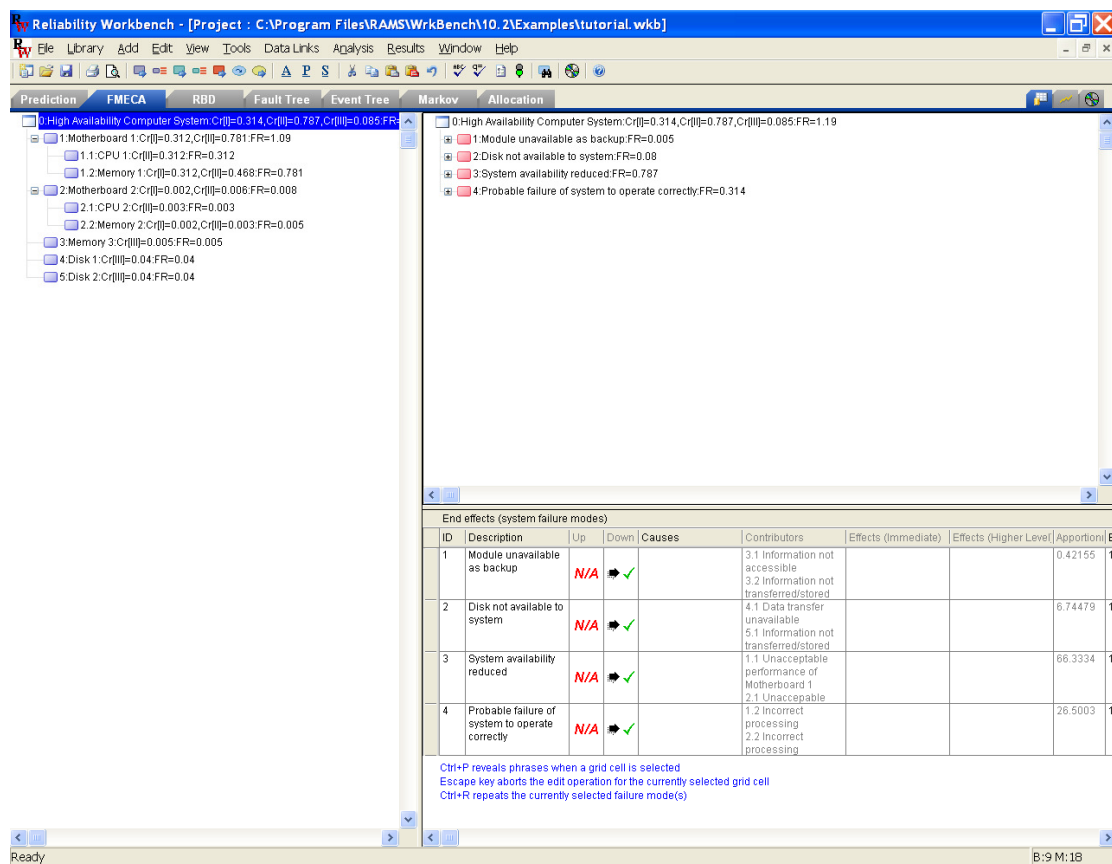 Reliability Workbench - [Project : C:\Program Files\RAMS\WrkBench\10.2\Examples\tutorial.wkb]
File Library Add Edit View Tools Data Links Analysis Results Window Help
Prediction FMECA RBD Fault Tree Event Tree Markov Allocation
0:High Availability Computer System:Cr[I]=0.314,Cr[II]=0.787,Cr[III]=0.085:FR=
1:Motherboard 1:Cr[I]=0.312,Cr[II]=0.781:FR=1.09
1.1:CPU 1:Cr[II]=0.312:FR=0.312
1.2:Memory 1:Cr[I]=0.312,Cr[II]=0.468:FR=0.781
2:Motherboard 2:Cr[I]=0.002,Cr[II]=0.006:FR=0.008
2.1:CPU 2:Cr[II]=0.003:FR=0.003
2.2:Memory 2:Cr[I]=0.002,Cr[II]=0.003:FR=0.005
3:Memory 3:Cr[III]=0.005:FR=0.005
4:Disk 1:Cr[III]=0.04:FR=0.04
5:Disk 2:Cr[III]=0.04:FR=0.04
0:High Availability Computer System:Cr[I]=0.314,Cr[II]=0.787,Cr[III]=0.085:FR=1.19
1:Module unavailable as backup:FR=0.005
2:Disk not available to system:FR=0.08
3:System availability reduced:FR=0.787
4:Probable failure of system to operate correctly:FR=0.314
End effects (system failure modes)
ID Description Up Down Causes Contributors Effects (Immediate) Effects (Higher Level) Apportioni E
1 Module unavailable as backup N/A 3.1 Information not accessible 3.2 Information not transferred/stored 0.42155 1
2 Disk not available to system N/A 4.1 Data transfer unavailable 5.1 Information not transferred/stored 6.74479 1
3 System availability reduced N/A 1.1 Unacceptable performance of Motherboard 1 2.1 Unaccepable 66.3334 1
4 Probable failure of system to operate correctly N/A 1.2 Incorrect processing 2.2 Incorrect processing 26.5003 1
Ctrl+P reveals phrases when a grid cell is selected
Escape key aborts the edit operation for the currently selected grid cell
Ctrl+R repeats the currently selected failure mode(s)
Ready B:9 M:18